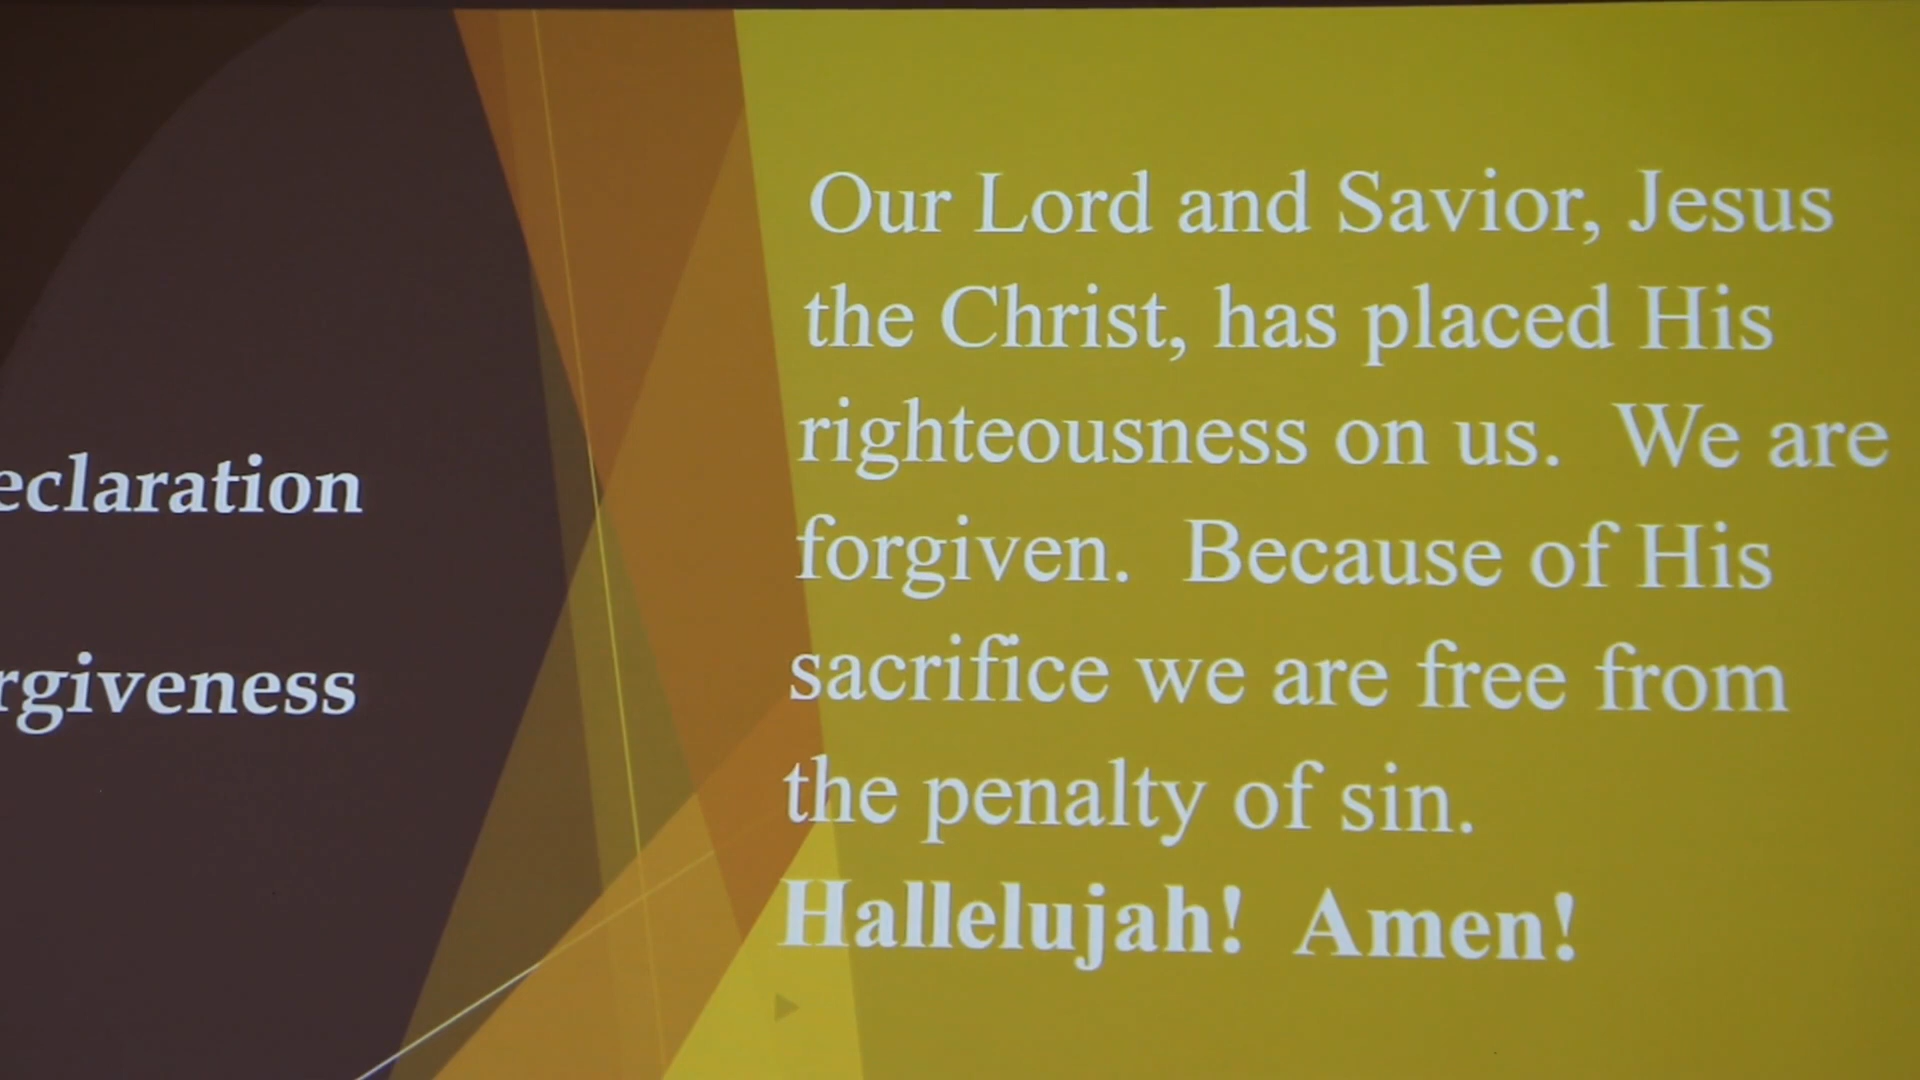 eclaration
rgiveness
Our Lord and Savior, Jesus
the Christ, has placed His
righteousness on us. We are
forgiven. Because of His
sacrifice we are free from
the penalty of sin.
Hallelujah! Amen!